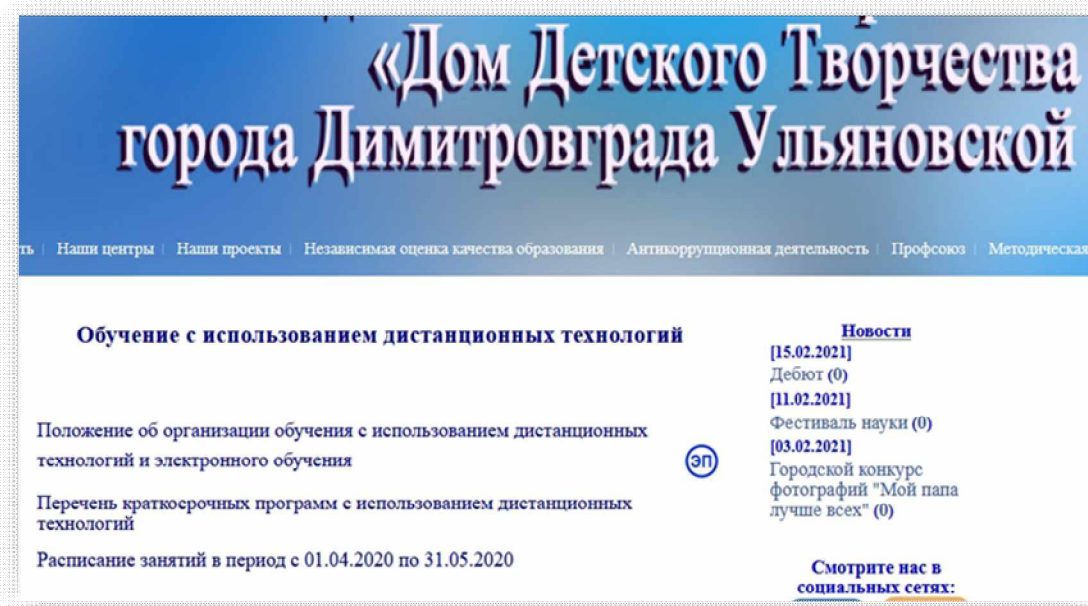 «Дом Детского Творчества
города Димитровграда Ульяновской
ть | Наши центры | Наши проекты | Независимая оценка качества образования | Антикоррупционная деятельность | Профсоюз | Методическая
Обучение с использованием дистанционных технологий
Положение об организации обучения с использованием дистанционных
технологий и электронного обучения
ЭП
Перечень краткосрочных программ с использованием дистанционных
технологий
Расписание занятий в период с 01.04.2020 по 31.05.2020
Новости
[15.02.2021]
Дебют (0)
[11.02.2021]
Фестиваль науки (0)
[03.02.2021]
Городской конкурс
фотографий "Мой папа
лучше всех" (0)
Смотрите нас в
социальных сетях: